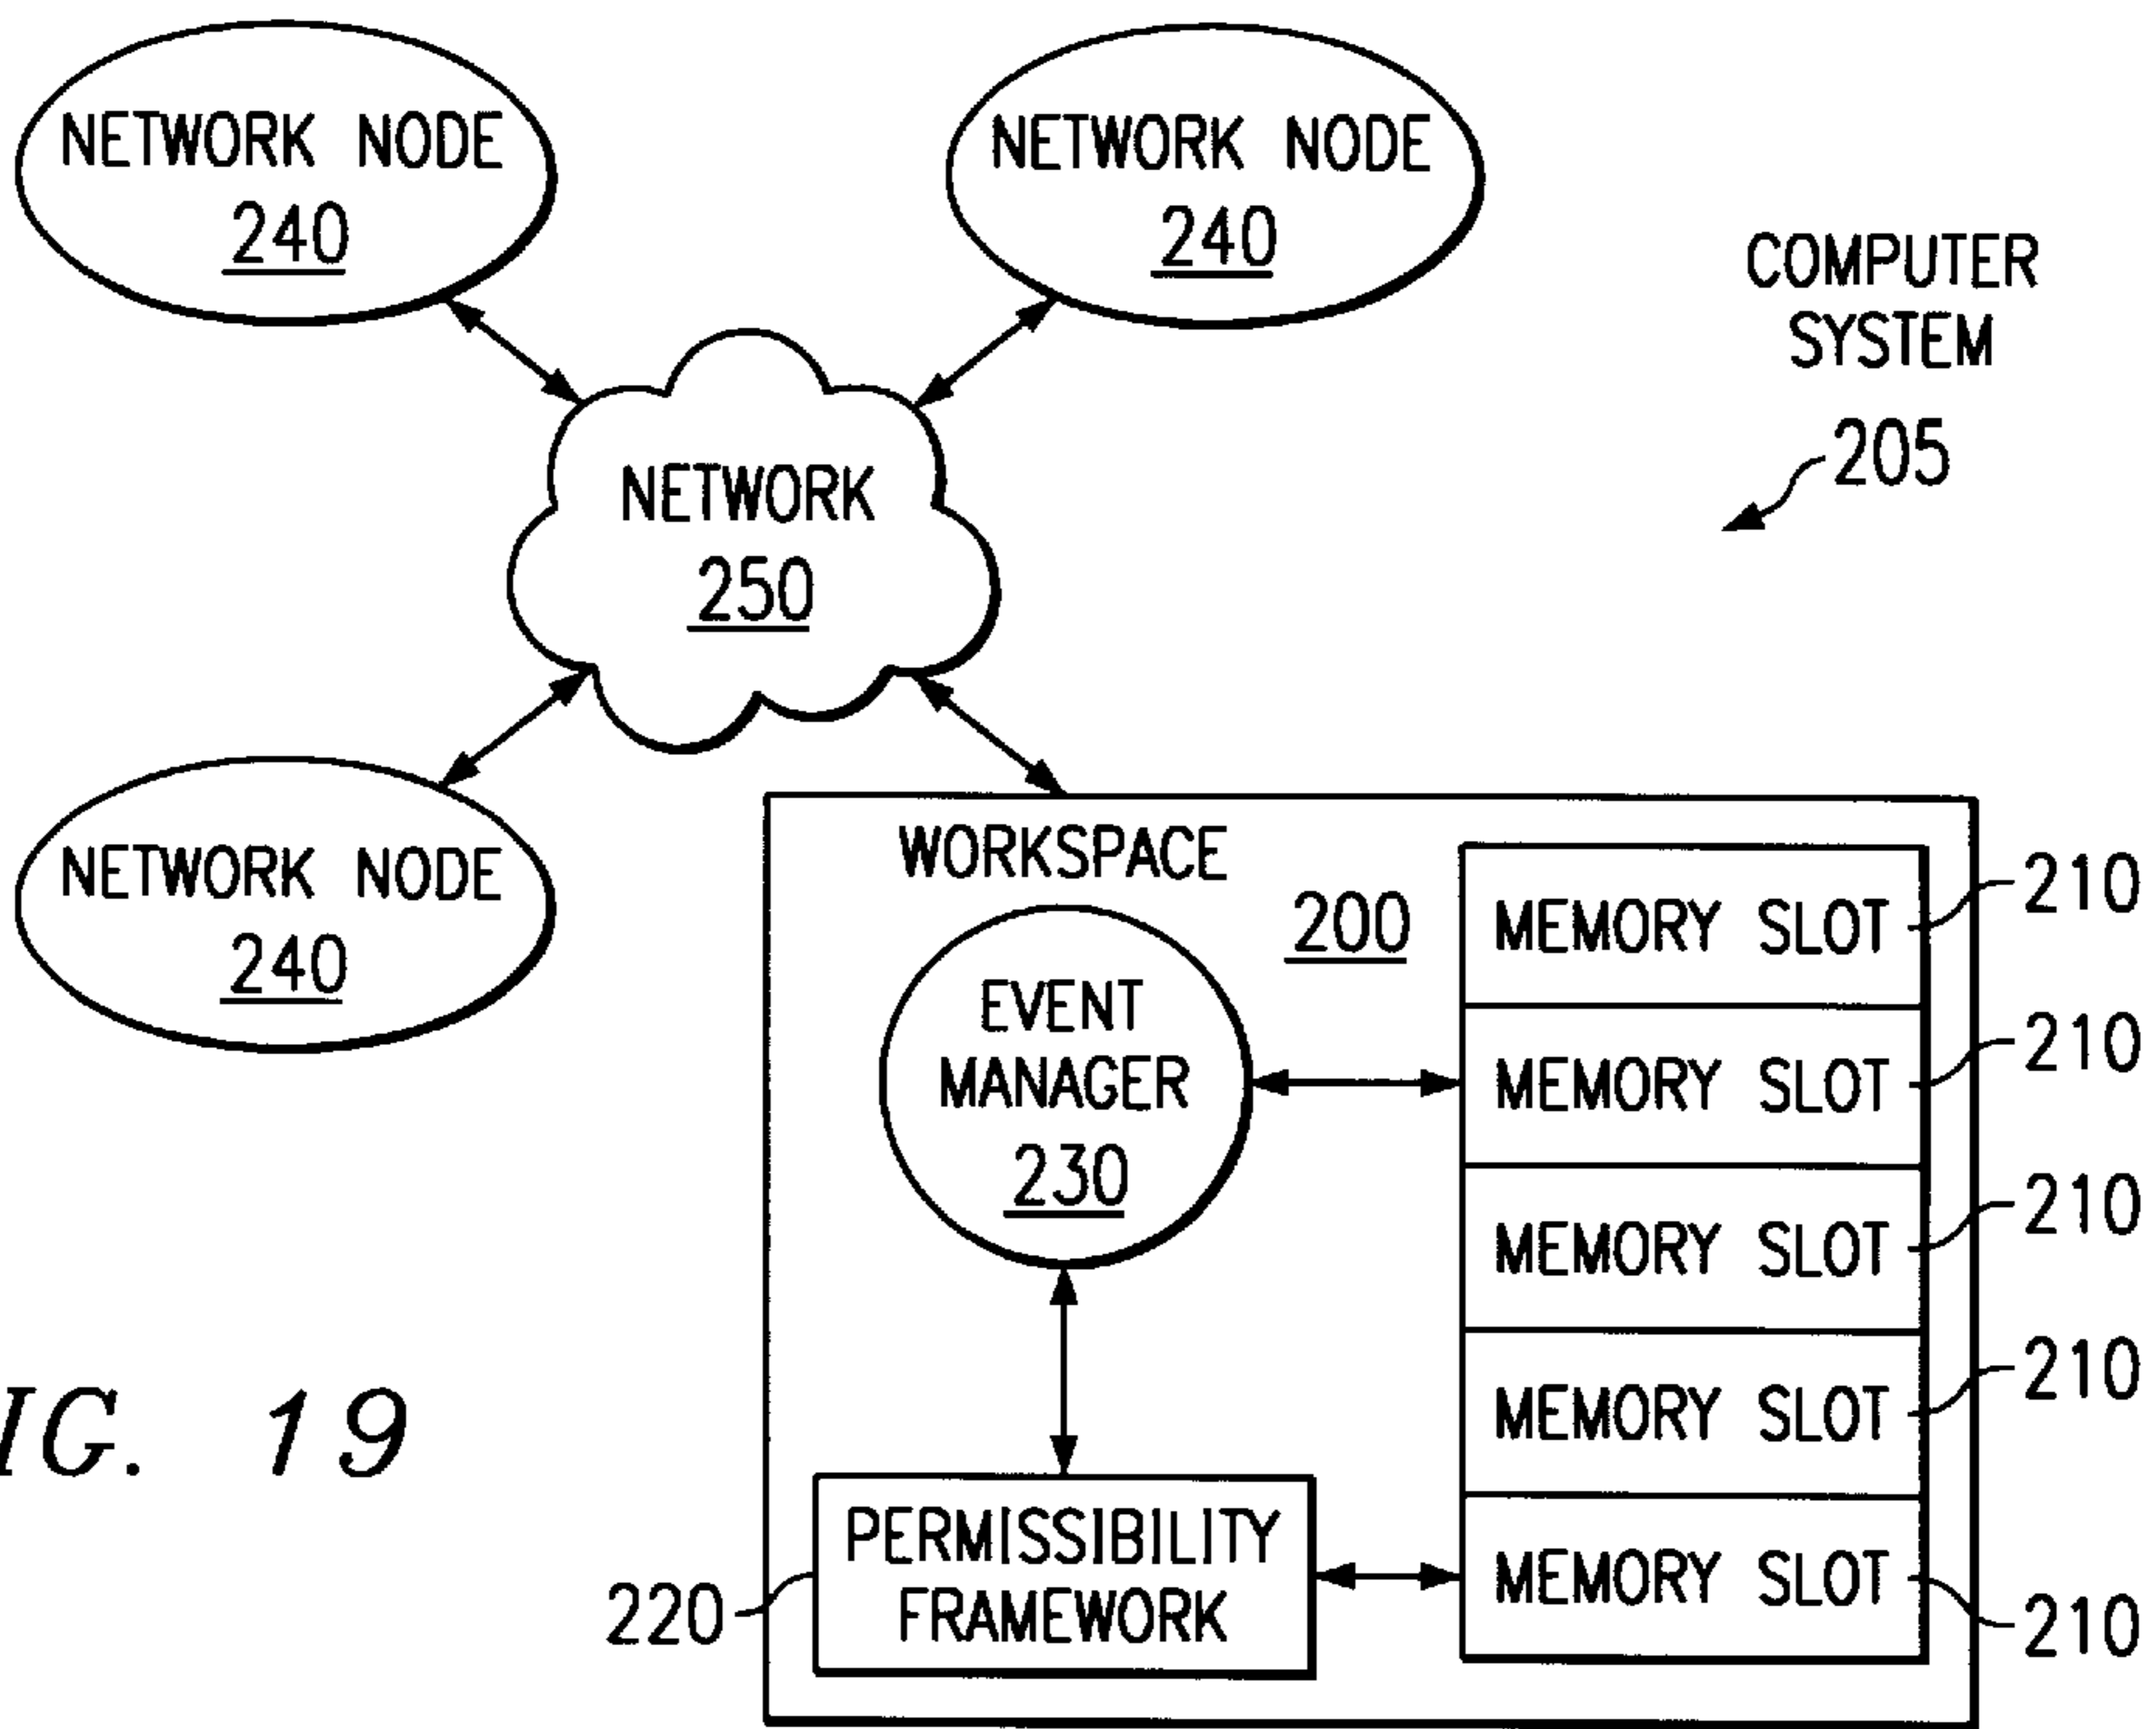 NETWORK NODE
240
NETWORK NODE
240
COMPUTER
SYSTEM
205
NETWORK
250
NETWORK NODE
240
WORKSPACE
200
EVENT
MANAGER
230
MEMORY SLOT
210
MEMORY SLOT
210
MEMORY SLOT
210
MEMORY SLOT
210
MEMORY SLOT
210
PERMISSIBILITY
FRAMEWORK
220
IG. 19